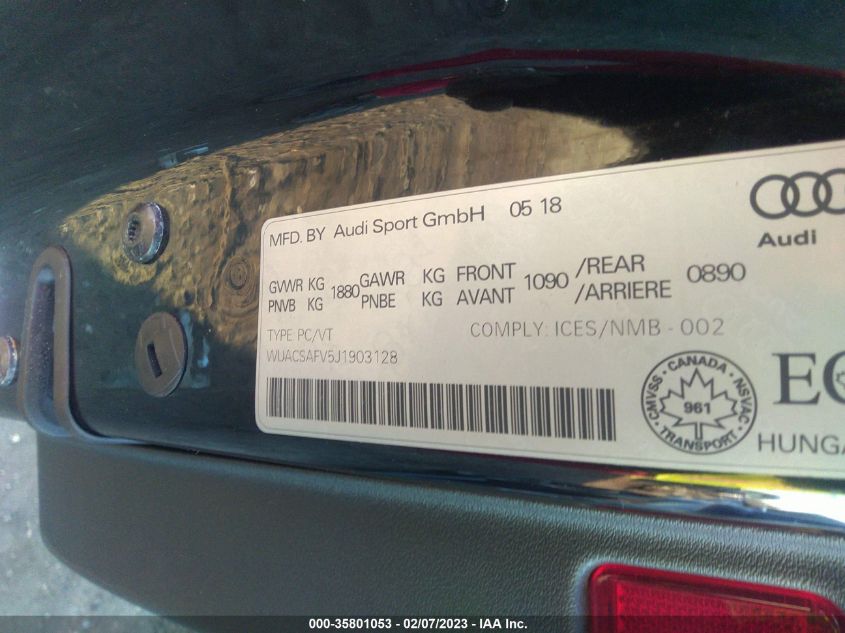 MFD. BY Audi Sport GmbH 05 18
Audi
GVWR KG 1880 GAWR KG FRONT 1090 /REAR 0890
PNVB KG PNBE KG AVANT /ARRIERE
TYPE PC/VT COMPLY: ICES/NMB - 002
WUACSAFV5J1903128
CMVSS · CANADA · NSVAC
961
TRANSPORT
HUNGA
000-35801053 - 02/07/2023 - IAA Inc.